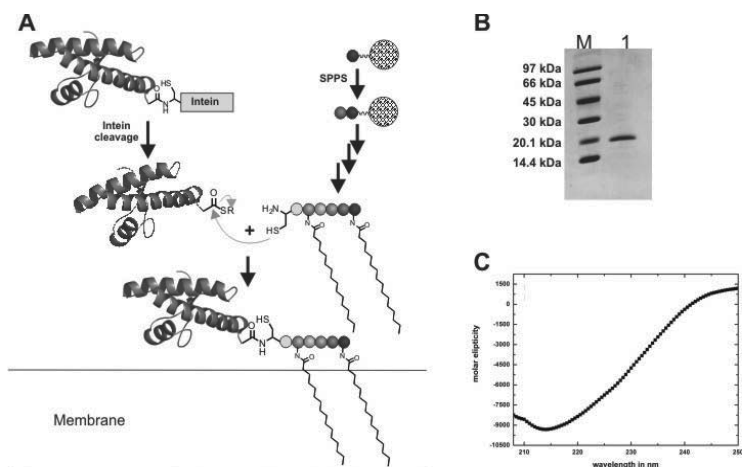 A
HS
O
N
H
Intein
Intein
cleavage
SPPS
O
SR
+
H₂N
HS
N
O
N
O
HS
O
N
H
N
O
N
O
Membrane
B
M 1
97 kDa
66 kDa
45 kDa
30 kDa
20.1 kDa
14.4 kDa
C
molar elipticity
1500
0
-1500
-3000
-4500
-6000
-7500
-9000
-10500
210 220 230 240 250
wavelength in nm